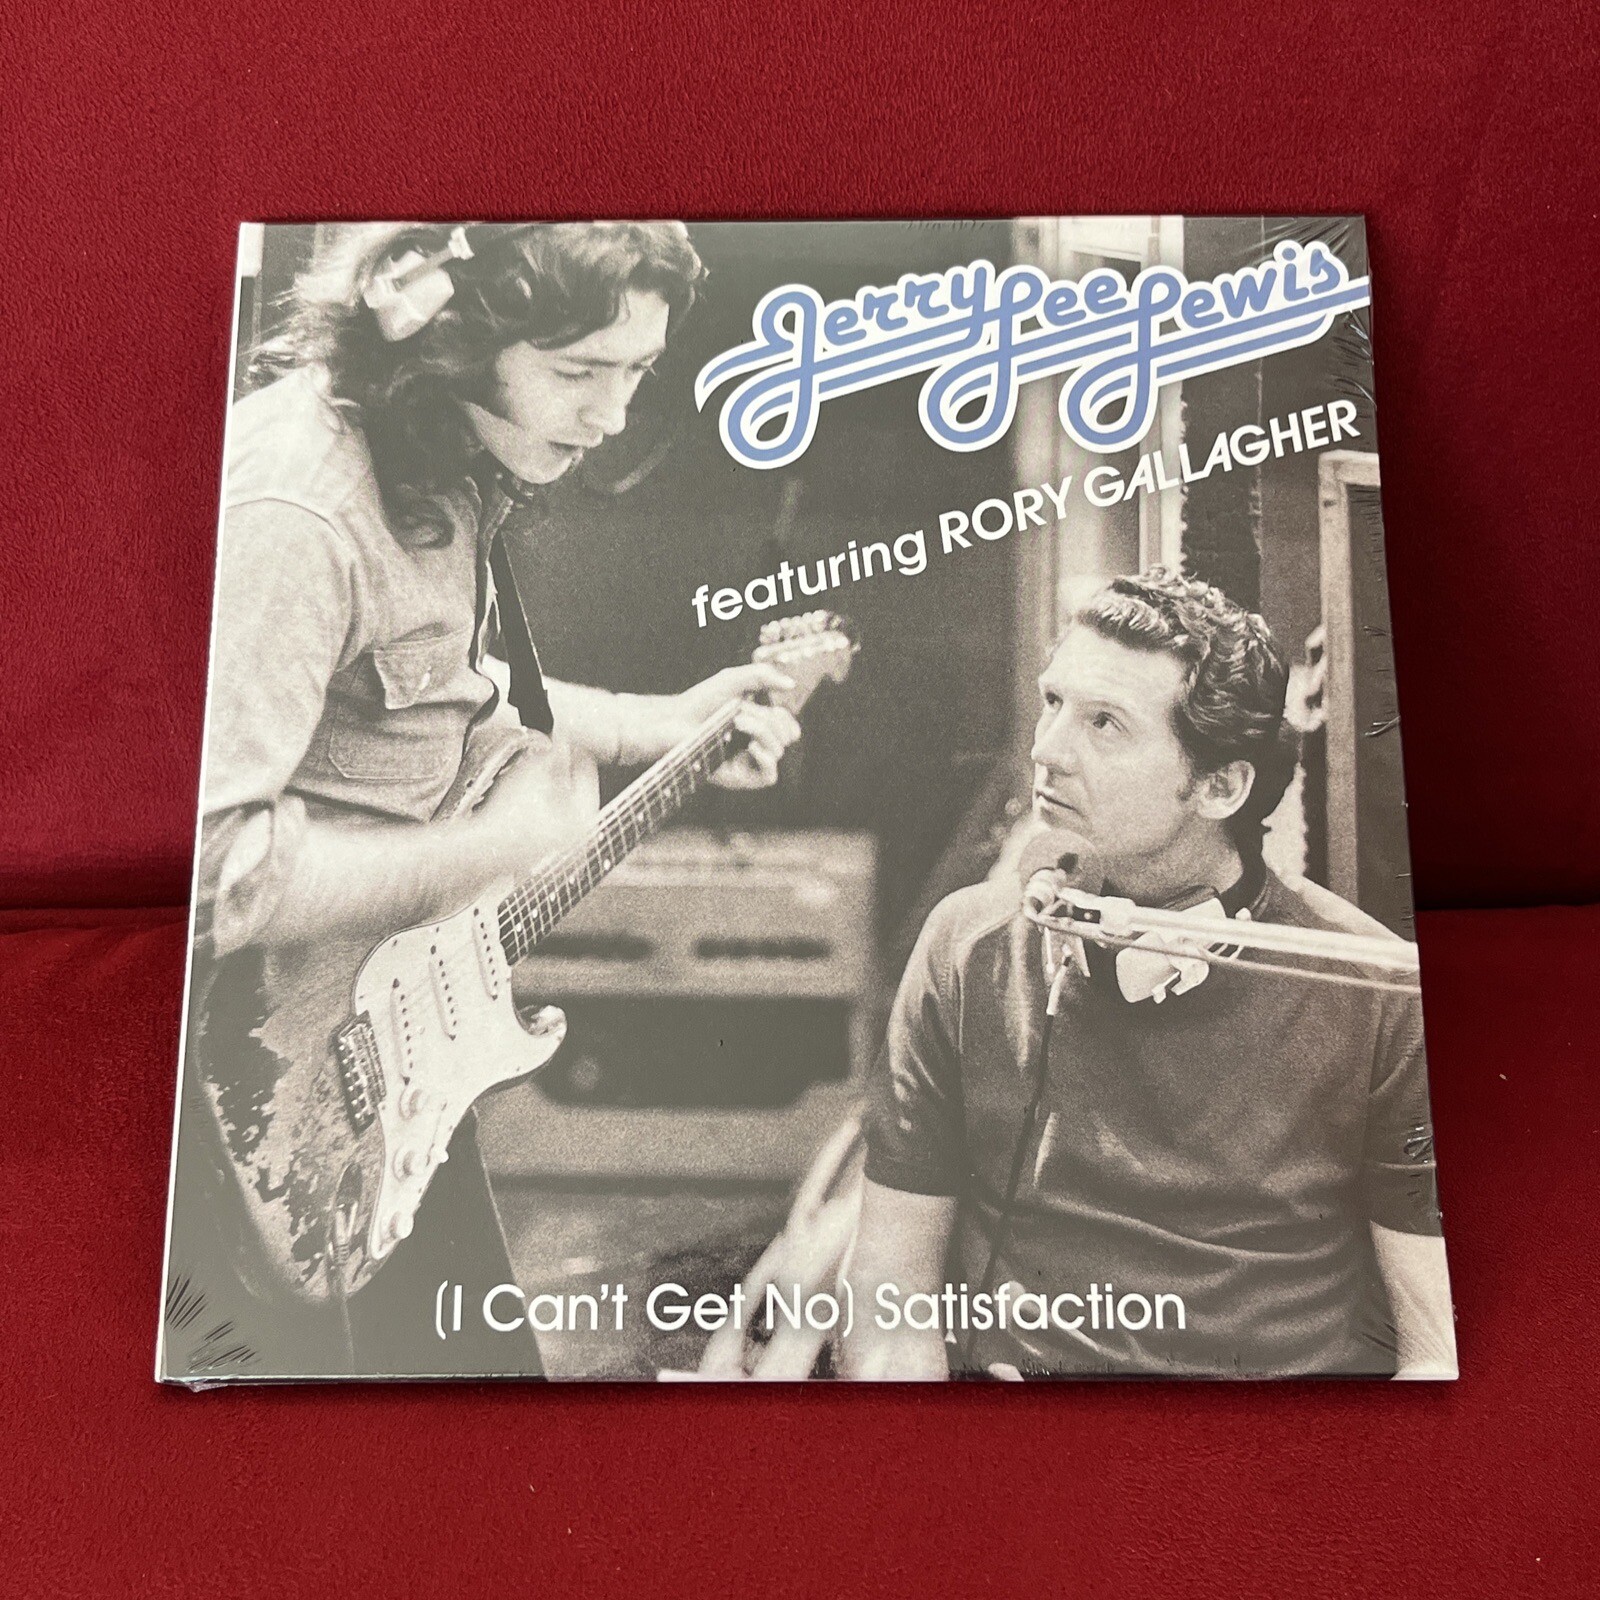 Jerry Lee Lewis
featuring RORY GALLAGHER
(I Can't Get No) Satisfaction